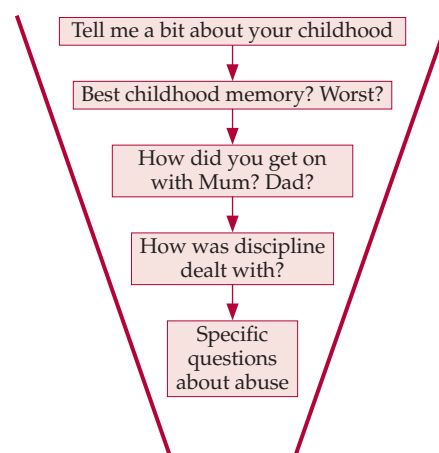 Tell me a bit about your childhood
Best childhood memory? Worst?
How did you get on
with Mum? Dad?
How was discipline
dealt with?
Specific
questions
about abuse